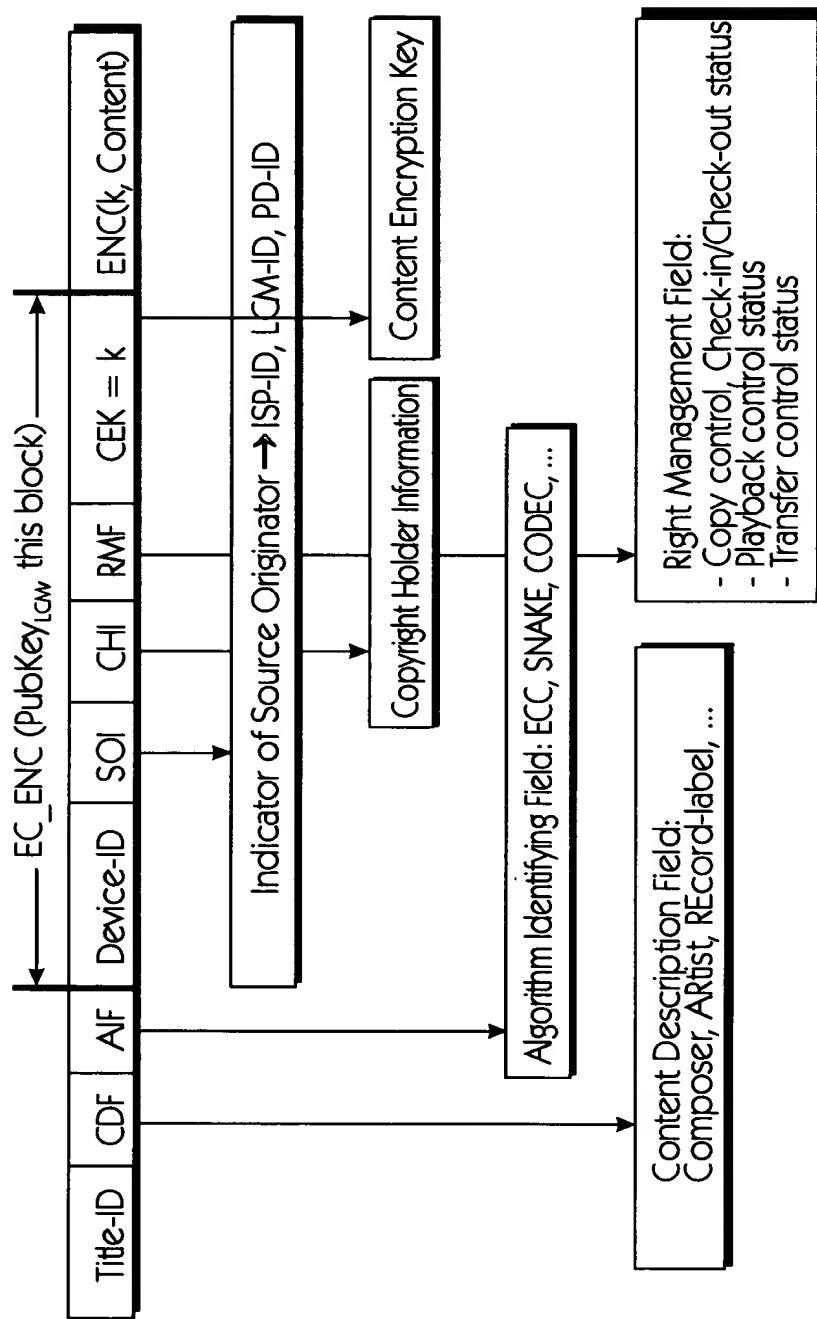 EC_ENC (PubKeyLCM, this block)
Title-ID CDF AIF Device-ID SOI CHI RMF CEK = k ENC(k, Content)
Indicator of Source Originator → ISP-ID, LCM-ID, PD-ID
Copyright Holder Information
Content Encryption Key
Algorithm Identifying Field: ECC, SNAKE, CODEC, ...
Content Description Field:
Composer, ARtist, REcord-label, ...
Right Management Field:
- Copy control, Check-in/Check-out status
- Playback control status
- Transfer control status